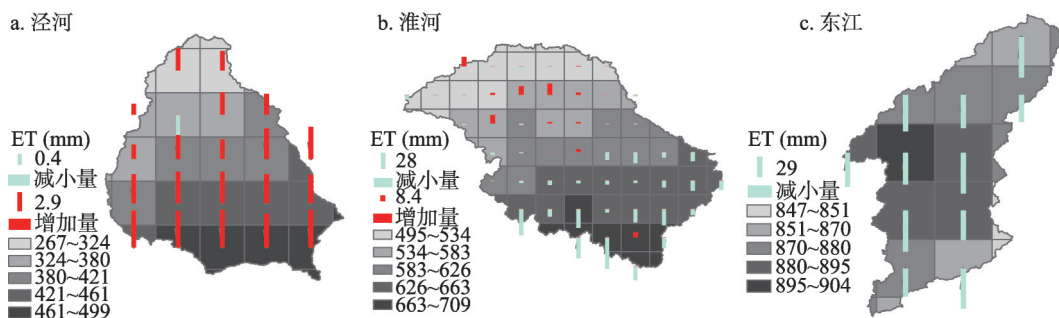 a. 泾河
ET (mm)
0.4
减小量
2.9
增加量
267~324
324~380
380~421
421~461
461~499
b. 淮河
ET (mm)
28
减小量
8.4
增加量
495~534
534~583
583~626
626~663
663~709
c. 东江
ET (mm)
29
减小量
847~851
851~870
870~880
880~895
895~904